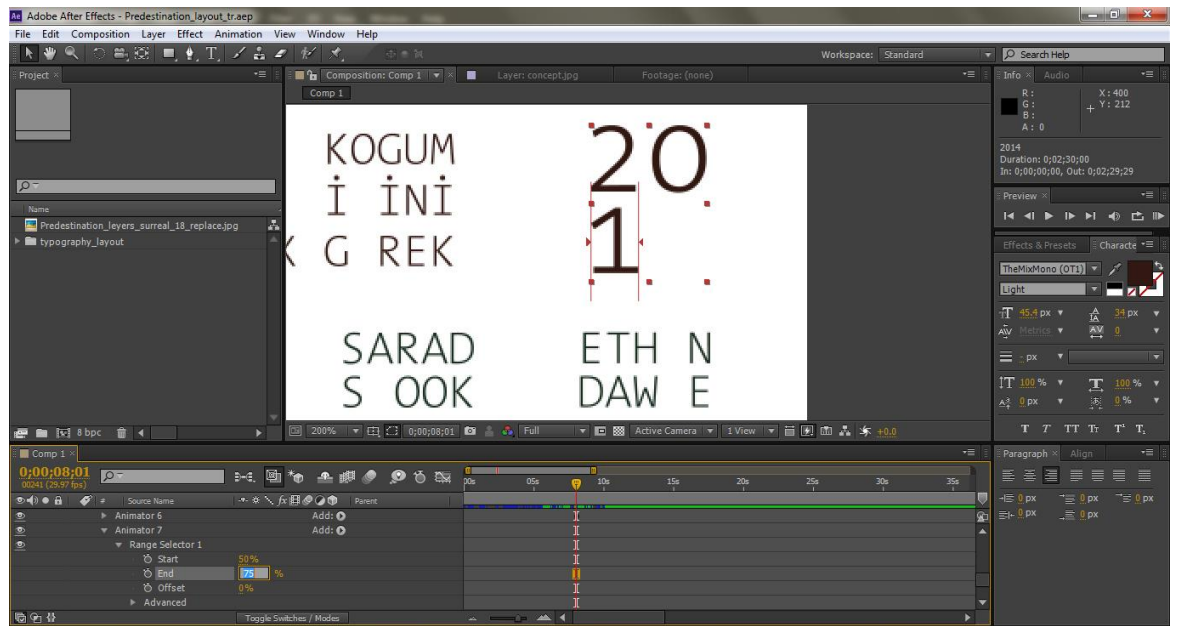 Adobe After Effects - Predestination_layout_tr.aep
File Edit Composition Layer Effect Animation View Window Help
Workspace: Standard
Search Help
Project
Composition: Comp 1
Layer: concept.jpg
Footage: (none)
Info Audio
Comp 1
R :
G :
B :
A : 0
X : 400
Y : 212
2014
Duration: 0;02;30;00
In: 0;00;00;00, Out: 0;02;29;29
KOGUM
İ İNİ
G REK
20
1
SARAD
S OOK
ETH N
DAW E
Name
Predestination_leyers_surreal_18_replace.jpg
typography_layout
Preview
Effects & Presets
Characte
TheMixMono (OT1)
Light
45.4 px
34 px
Metrics
0
- px
100 %
100 %
0 px
0 %
T T TT Tr T¹ T₁
8 bpc
200%
0;00;08;01
Full
Active Camera
1 View
+0.0
Comp 1
0;00;08;01
00241 (29.97 fps)
00s 05s 10s 15s 20s 25s 30s 35s
# Source Name
Parent
Animator 6
Add:
Animator 7
Add:
Range Selector 1
Start
50%
End
75 %
Offset
0%
Advanced
Toggle Switches / Modes
Paragraph Align
0 px
0 px
0 px
0 px
0 px